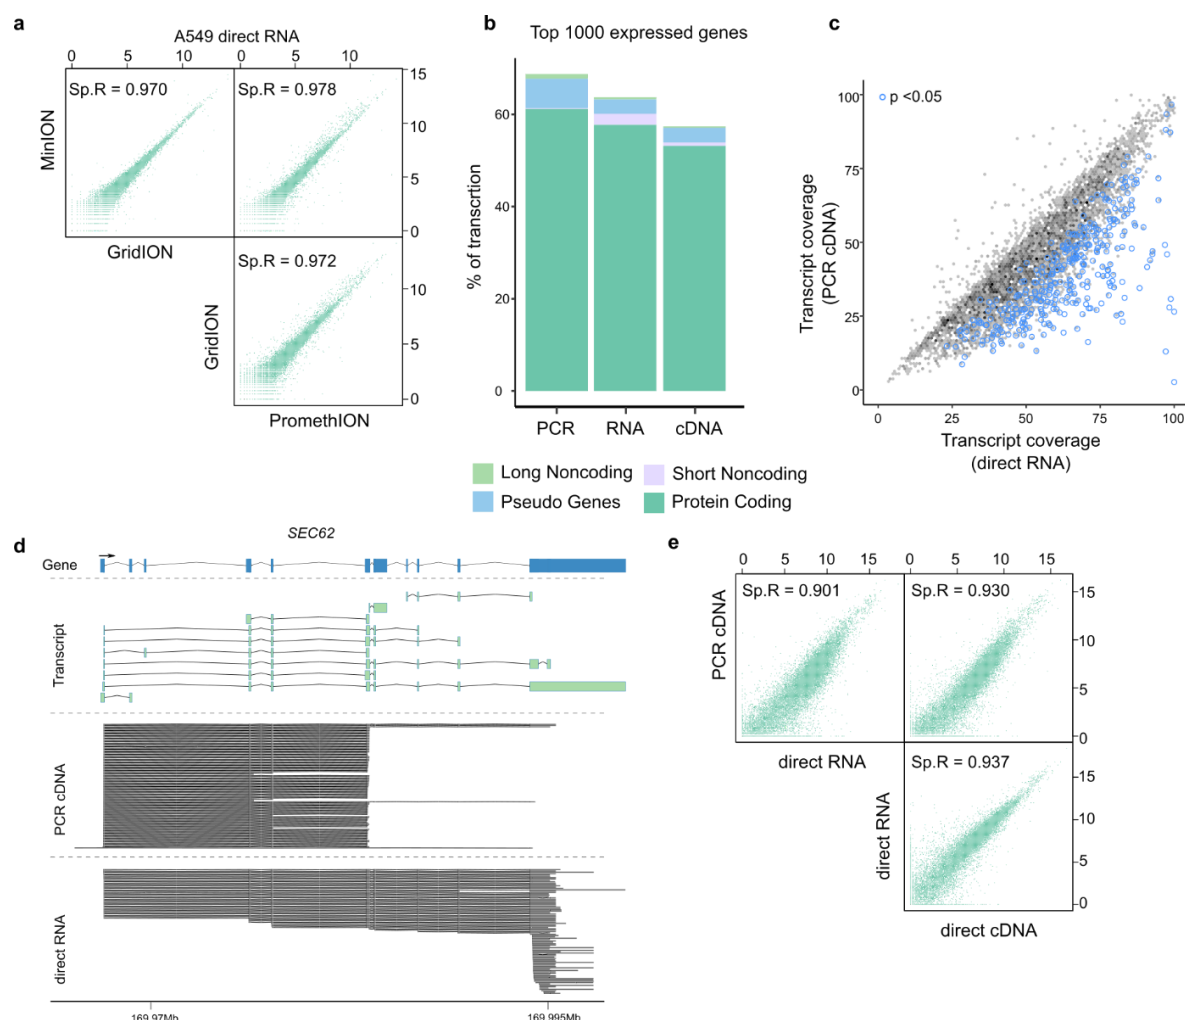 a
A549 direct RNA
0 5 10 0 5 10
15
Sp.R = 0.970
Sp.R = 0.978
MinION
10
5
0
GridION
Sp.R = 0.972
GridION
10
5
0
PromethION
b
Top 1000 expressed genes
% of transcrtion
60
40
20
0
PCR RNA cDNA
Long Noncoding
Short Noncoding
Pseudo Genes
Protein Coding
c
p <0.05
Transcript coverage
(PCR cDNA)
100
75
50
25
0
0 25 50 75 100
Transcript coverage
(direct RNA)
d
SEC62
Gene
Transcript
PCR cDNA
direct RNA
169.97Mb
169.995Mb
e
0 5 10 15 0 5 10 15
Sp.R = 0.901
Sp.R = 0.930
PCR cDNA
15
10
5
0
direct RNA
Sp.R = 0.937
direct RNA
15
10
5
0
direct cDNA